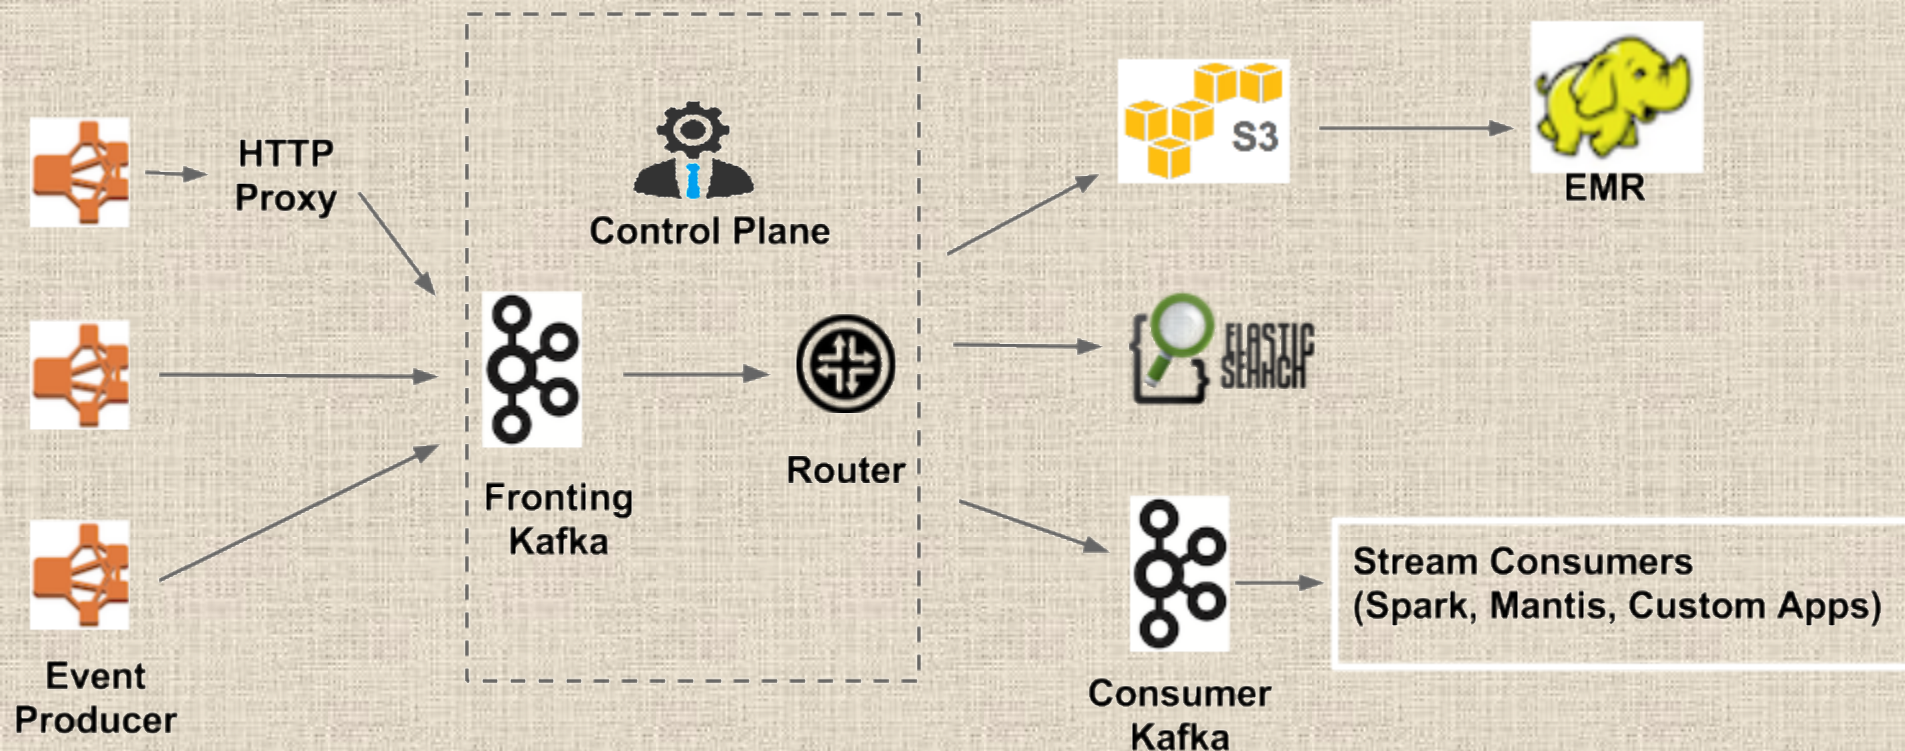 HTTP
Proxy
Control Plane
S3
EMR
ELASTIC
SEARCH
Router
Fronting
Kafka
Stream Consumers
(Spark, Mantis, Custom Apps)
Event
Producer
Consumer
Kafka